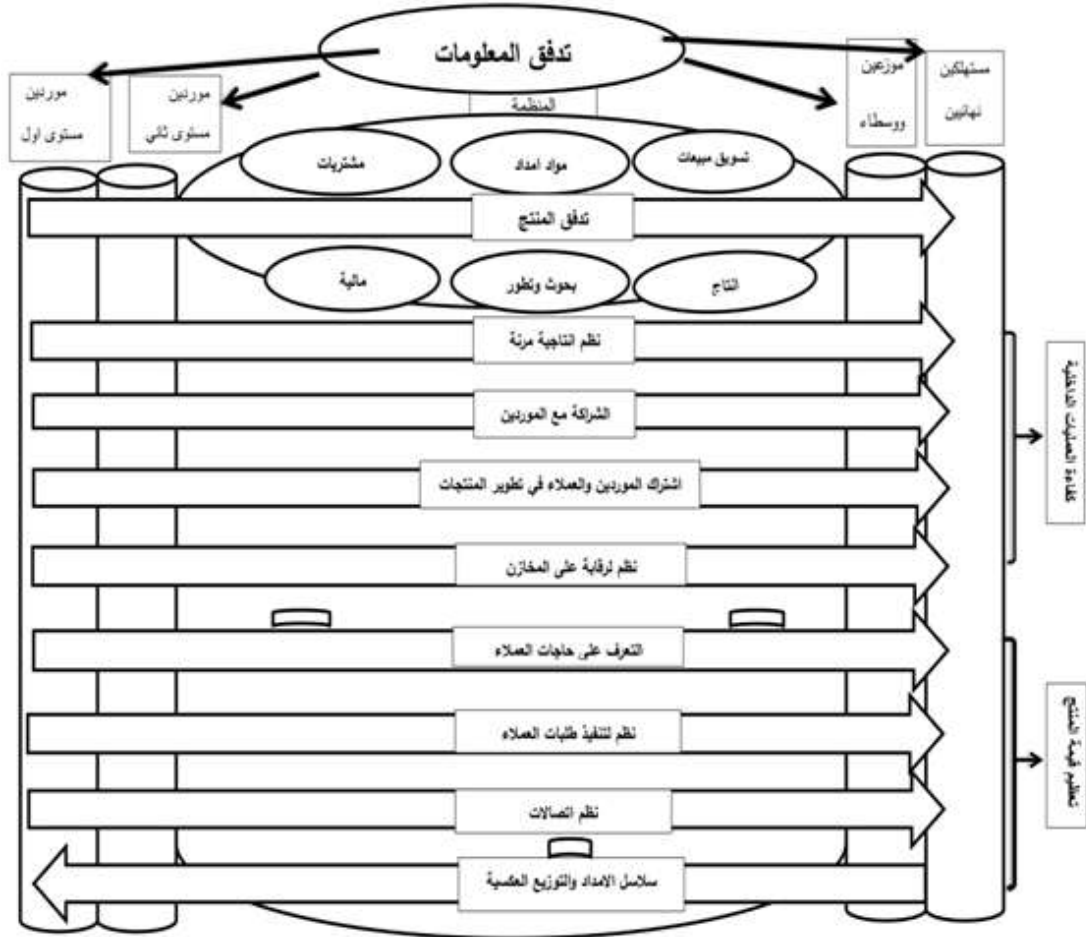 تدفق المعلومات
مستهلكين
نهائيين
موزعين
ووسطاء
المنظمة
موردين
مستوى ثاني
موردين
مستوى اول
تسويق مبيعات
مواد امداد
مشتريات
تدفق المنتج
انتاج
بحوث وتطور
مالية
نظم انتاجية مرنة
الشراكة مع الموردين
اشتراك الموردين والعملاء في تطوير المنتجات
نظم لرقابة على المخازن
كفاءة العمليات الداخلية
التعرف على حاجات العملاء
نظم لتنفيذ طلبات العملاء
نظم اتصالات
سلاسل الامداد والتوزيع العكسية
تعظيم قيمة المنتج